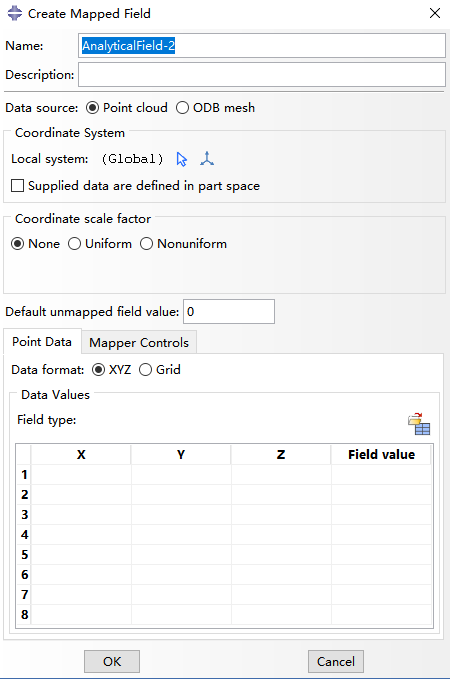 Create Mapped Field
Name: AnalyticalField-2
Description:
Data source: Point cloud ODB mesh
Coordinate System
Local system: (Global)
Supplied data are defined in part space
Coordinate scale factor
None Uniform Nonuniform
Default unmapped field value: 0
Point Data Mapper Controls
Data format: XYZ Grid
Data Values
Field type:
X Y Z Field value
1
2
3
4
5
6
7
8
OK Cancel